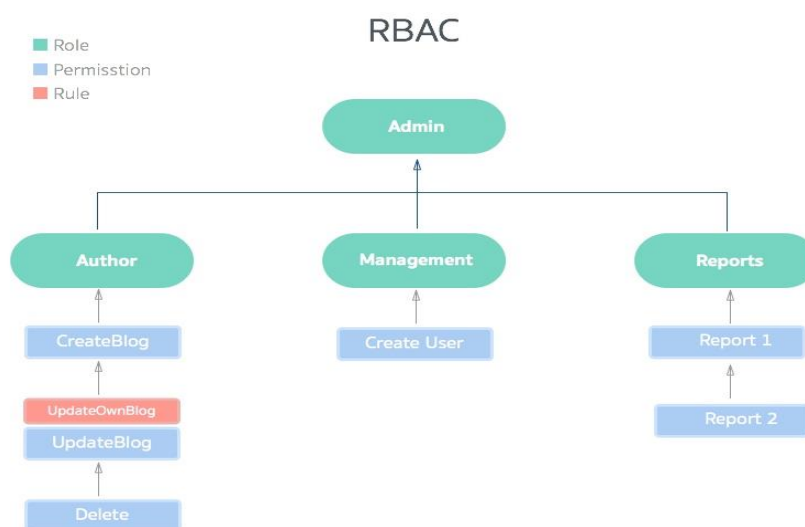 RBAC
Role
Permisstion
Rule
Admin
Author
Management
Reports
CreateBlog
Create User
Report 1
UpdateOwnBlog
UpdateBlog
Report 2
Delete